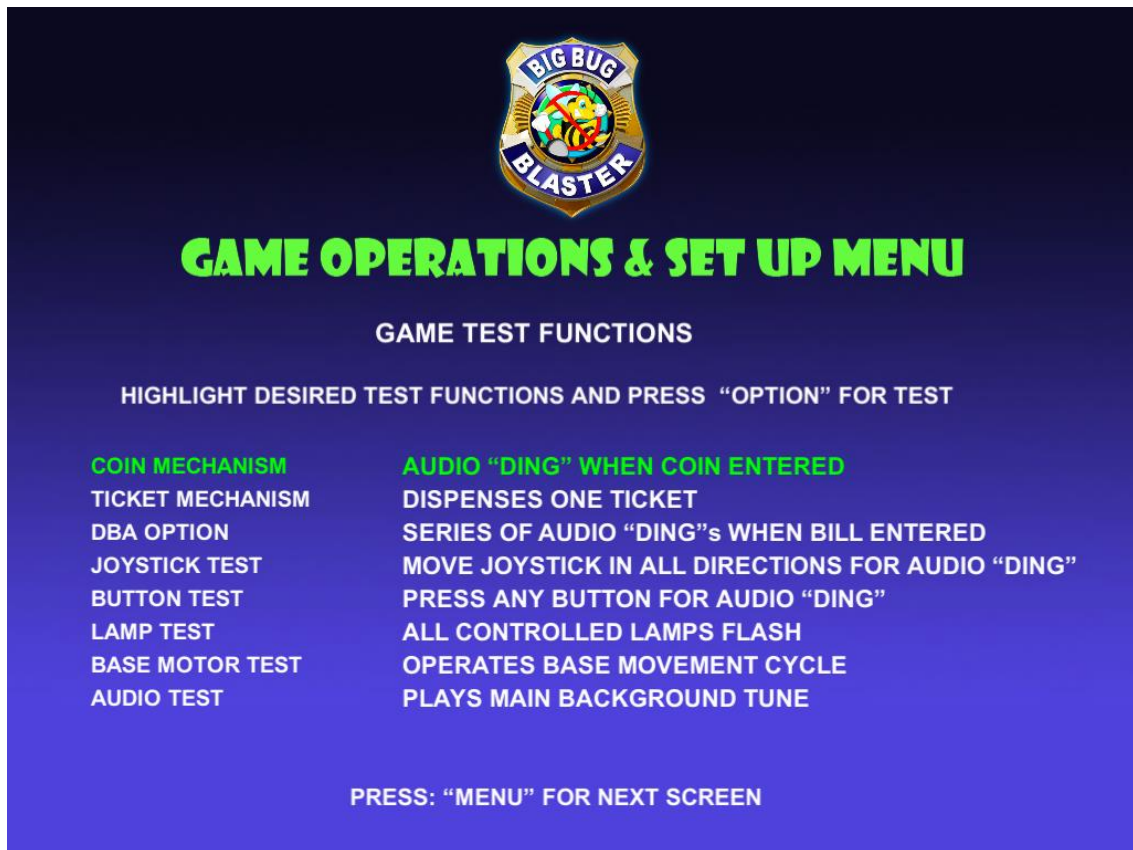 BIG BUG
BLASTER
GAME OPERATIONS & SET UP MENU
GAME TEST FUNCTIONS
HIGHLIGHT DESIRED TEST FUNCTIONS AND PRESS “OPTION” FOR TEST
COIN MECHANISM AUDIO “DING” WHEN COIN ENTERED
TICKET MECHANISM DISPENSES ONE TICKET
DBA OPTION SERIES OF AUDIO “DING”s WHEN BILL ENTERED
JOYSTICK TEST MOVE JOYSTICK IN ALL DIRECTIONS FOR AUDIO “DING”
BUTTON TEST PRESS ANY BUTTON FOR AUDIO “DING”
LAMP TEST ALL CONTROLLED LAMPS FLASH
BASE MOTOR TEST OPERATES BASE MOVEMENT CYCLE
AUDIO TEST PLAYS MAIN BACKGROUND TUNE
PRESS: “MENU” FOR NEXT SCREEN